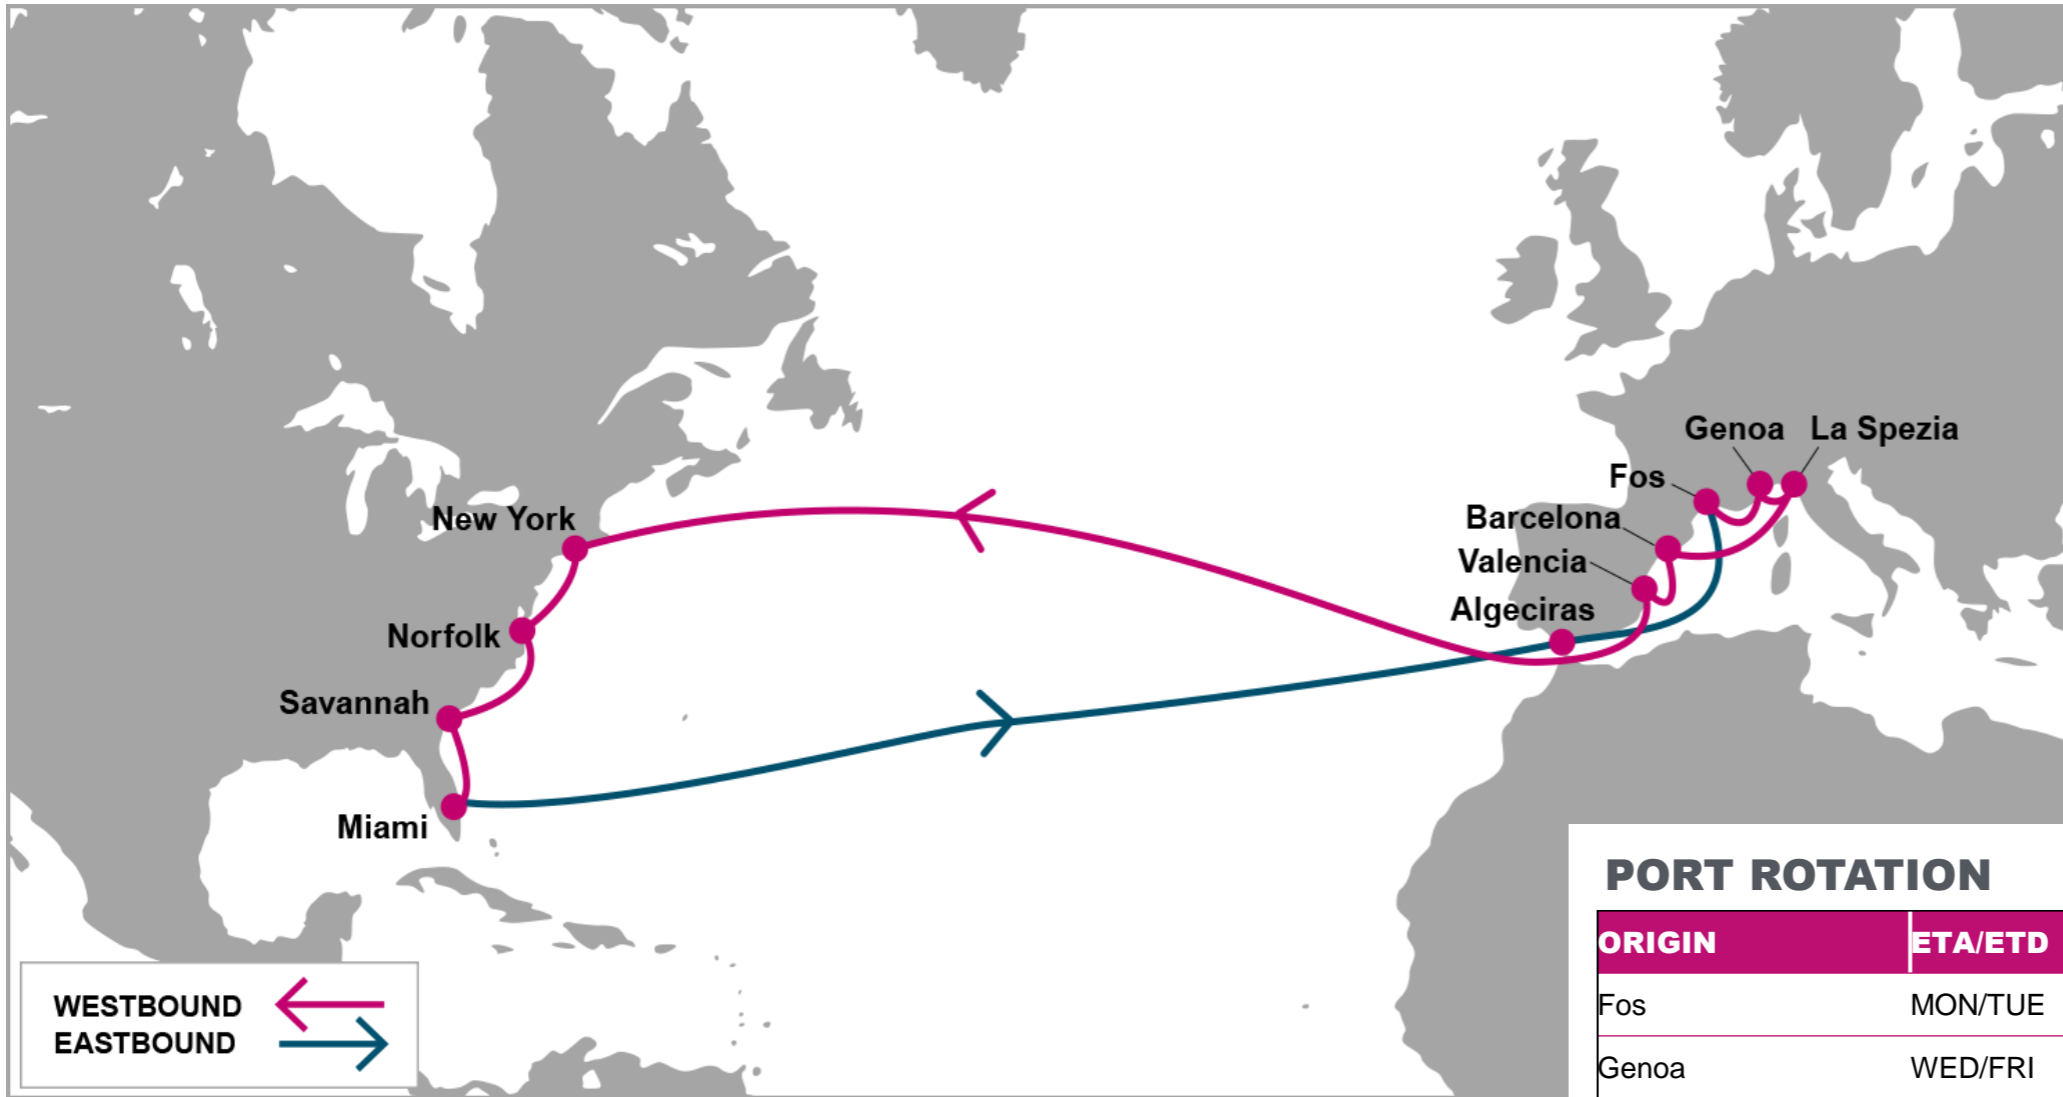 Genoa
La Spezia
Fos
New York
Barcelona
Valencia
Algeciras
Norfolk
Savannah
Miami
PORT ROTATION
ORIGIN ETA/ETD
Fos MON/TUE
Genoa WED/FRI
WESTBOUND
EASTBOUND